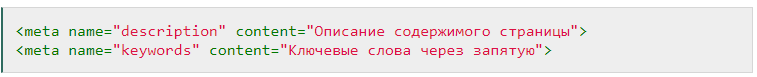 <meta name="description" content="Описание содержимого страницы">
<meta name="keywords" content="Ключевые слова через запятую">